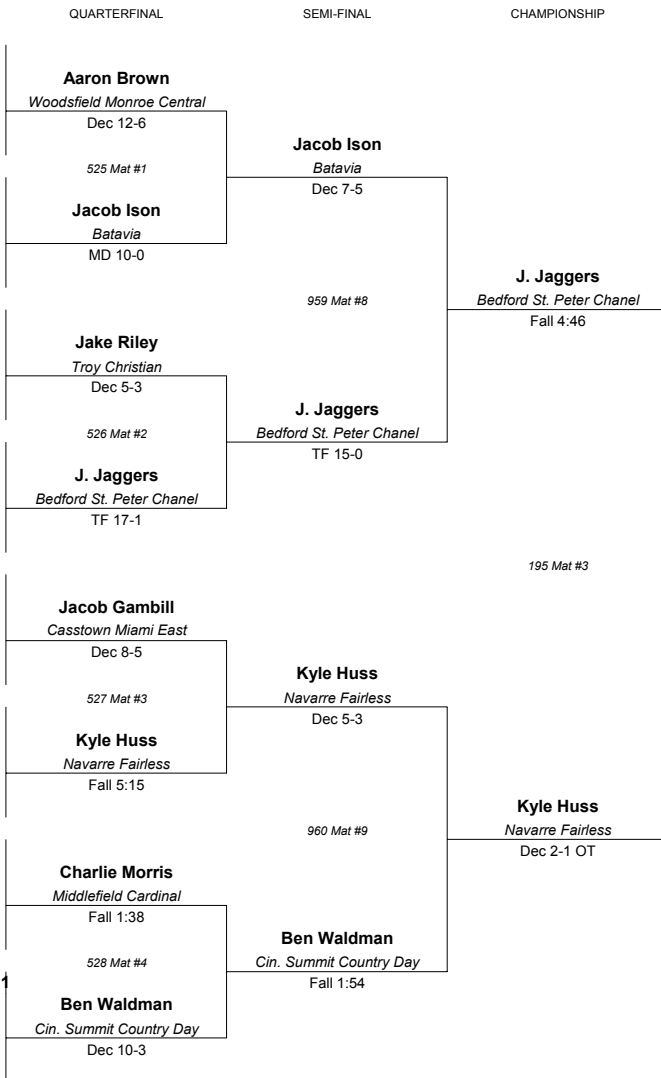 QUARTERFINAL
SEMI-FINAL
CHAMPIONSHIP
Aaron Brown
Woodsfield Monroe Central
Dec 12-6
525 Mat #1
Jacob Ison
Batavia
MD 10-0
Jacob Ison
Batavia
Dec 7-5
959 Mat #8
Jake Riley
Troy Christian
Dec 5-3
526 Mat #2
J. Jaggers
Bedford St. Peter Chanel
TF 17-1
J. Jaggers
Bedford St. Peter Chanel
TF 15-0
J. Jaggers
Bedford St. Peter Chanel
Fall 4:46
195 Mat #3
Jacob Gambill
Casstown Miami East
Dec 8-5
527 Mat #3
Kyle Huss
Navarre Fairless
Fall 5:15
Kyle Huss
Navarre Fairless
Dec 5-3
960 Mat #9
Charlie Morris
Middlefield Cardinal
Fall 1:38
528 Mat #4
1
Ben Waldman
Cin. Summit Country Day
Dec 10-3
Ben Waldman
Cin. Summit Country Day
Fall 1:54
Kyle Huss
Navarre Fairless
Dec 2-1 OT